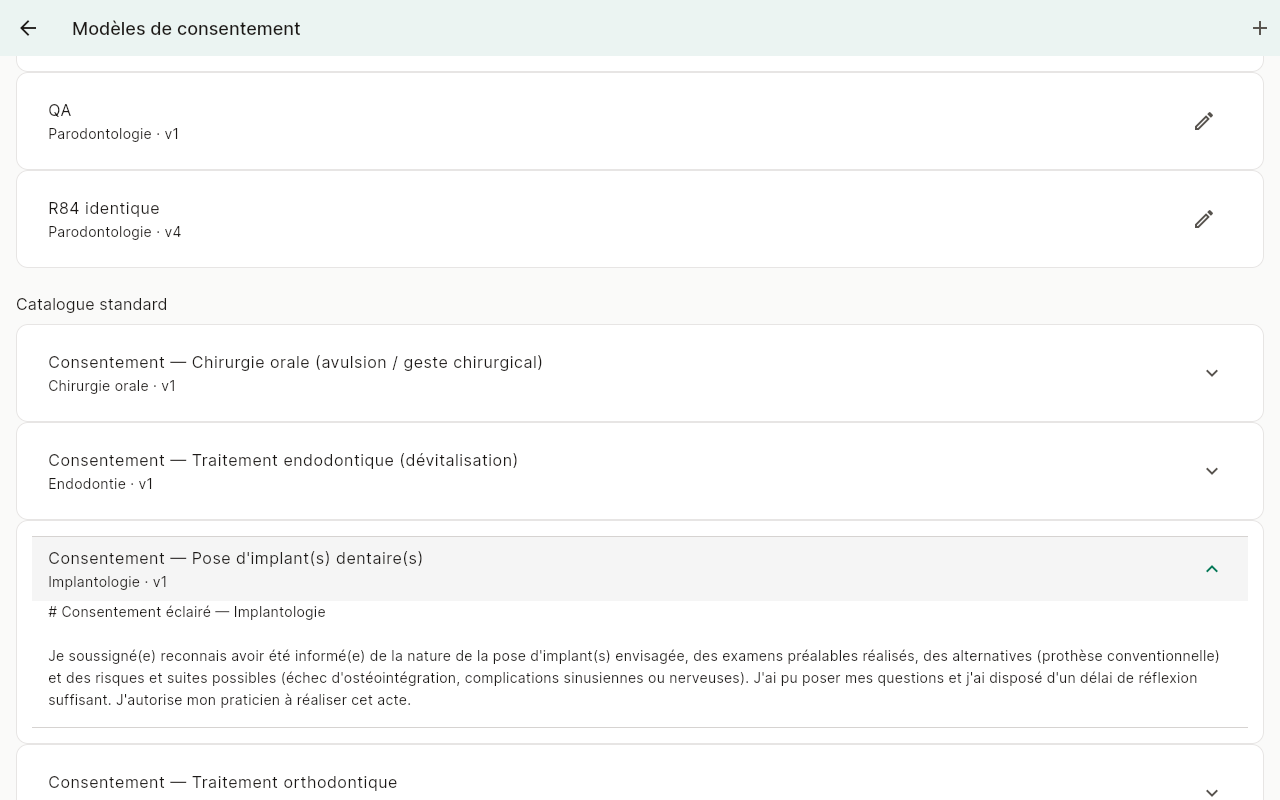 Modèles de consentement
QA
Parodontologie · v1
R84 identique
Parodontologie · v4
Catalogue standard
Consentement — Chirurgie orale (avulsion / geste chirurgical)
Chirurgie orale · v1
Consentement — Traitement endodontique (dévitalisation)
Endodontie · v1
Consentement — Pose d'implant(s) dentaire(s)
Implantologie · v1
# Consentement éclairé — Implantologie
Je soussigné(e) reconnais avoir été informé(e) de la nature de la pose d'implant(s) envisagée, des examens préalables réalisés, des alternatives (prothèse conventionnelle)
et des risques et suites possibles (échec d'ostéointégration, complications sinusiennes ou nerveuses). J'ai pu poser mes questions et j'ai disposé d'un délai de réflexion
suffisant. J'autorise mon praticien à réaliser cet acte.
Consentement — Traitement orthodontique